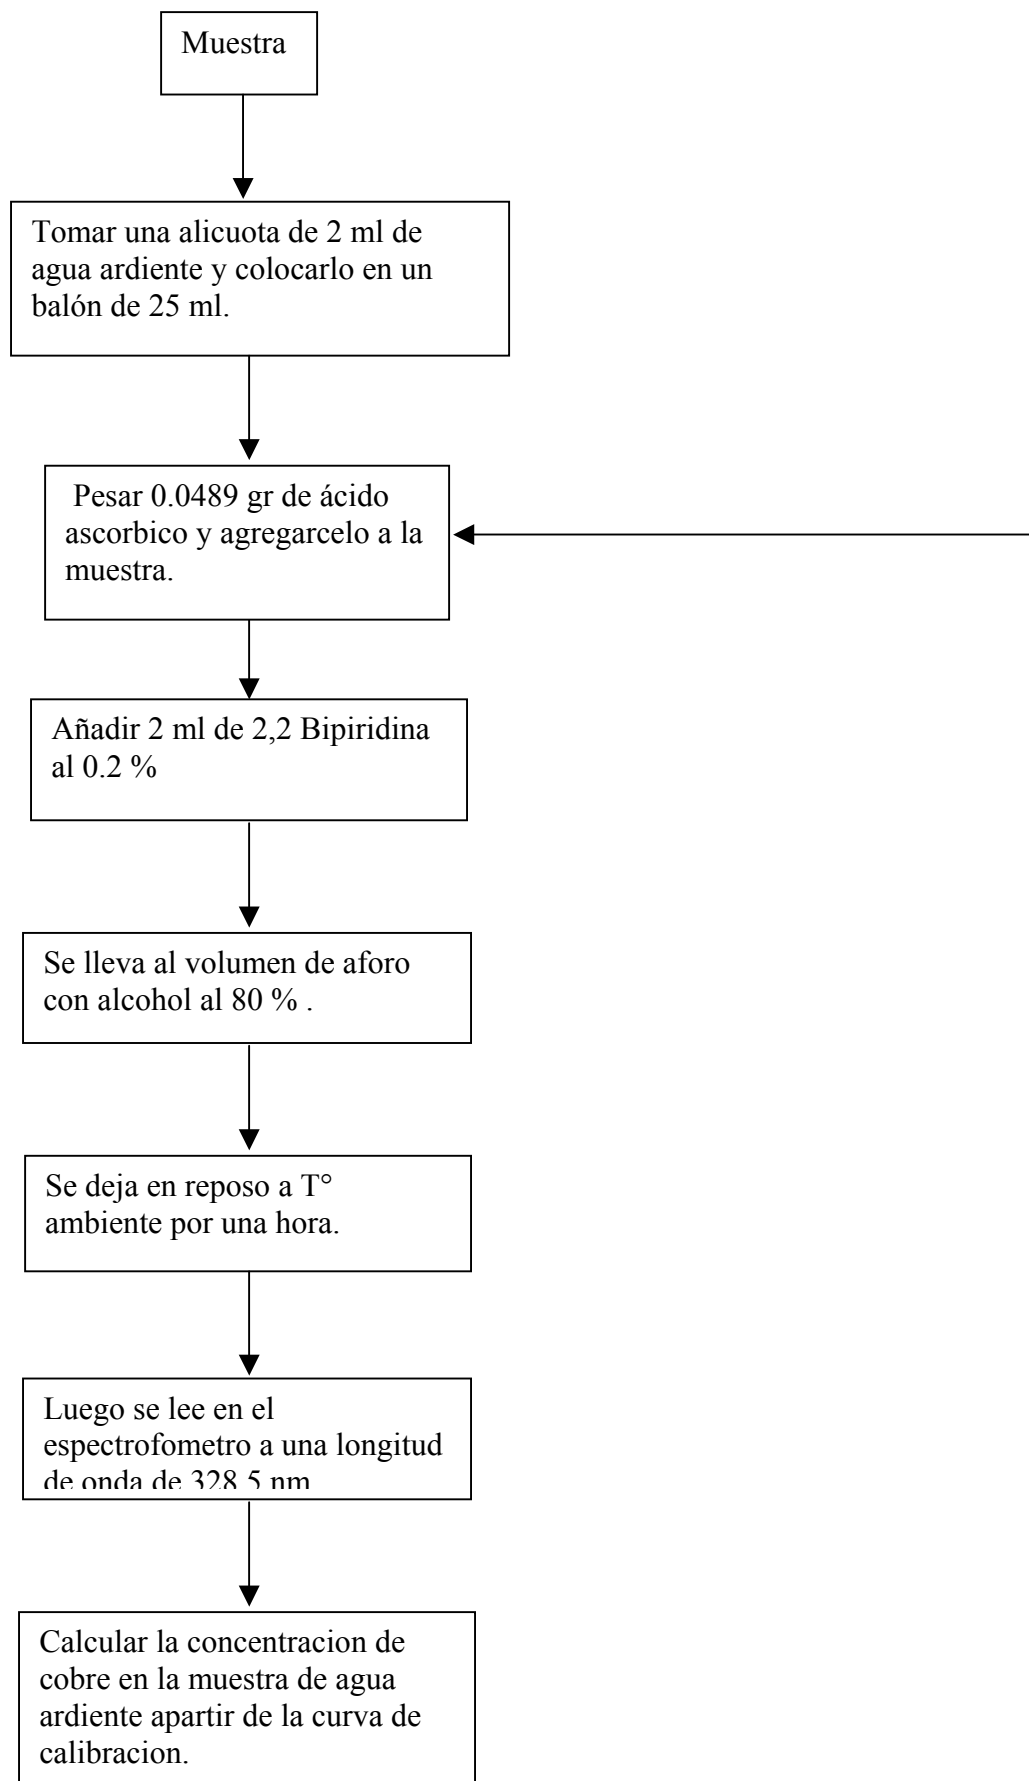 Muestra
Tomar una alicuota de 2 ml de
agua ardiente y colocarlo en un
balón de 25 ml.
Pesar 0.0489 gr de ácido
ascorbico y agregarcelo a la
muestra.
Añadir 2 ml de 2,2 Bipiridina
al 0.2 %
Se lleva al volumen de aforo
con alcohol al 80 % .
Se deja en reposo a T°
ambiente por una hora.
Luego se lee en el
espectrofometro a una longitud
de onda de 328.5 nm
Calcular la concentracion de
cobre en la muestra de agua
ardiente apartir de la curva de
calibracion.